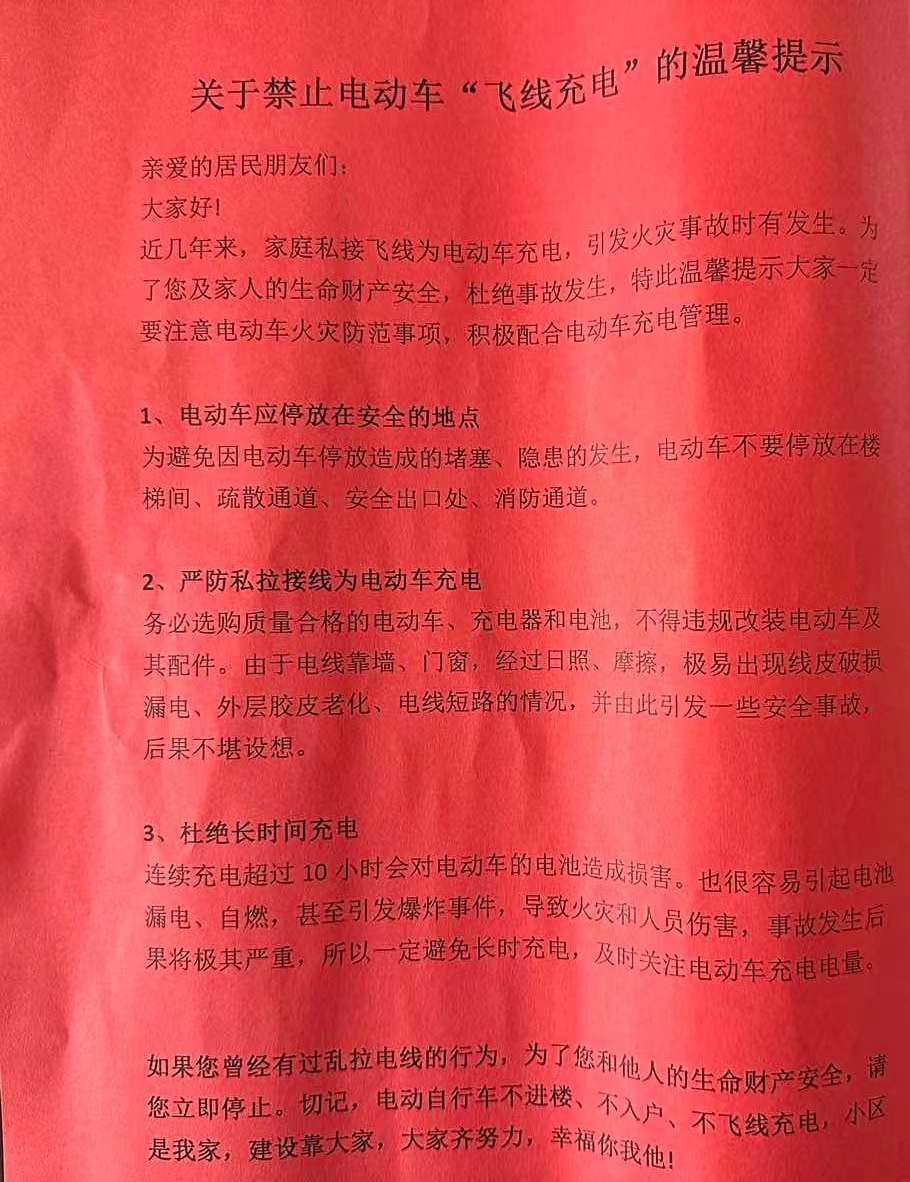 关于禁止电动车“飞线充电”的温馨提示
亲爱的居民朋友们：
大家好！
近几年来，家庭私接飞线为电动车充电，引发火灾事故时有发生。为
了您及家人的生命财产安全，杜绝事故发生，特此温馨提示大家一定
要注意电动车火灾防范事项，积极配合电动车充电管理。
1、电动车应停放在安全的地点
为避免因电动车停放造成的堵塞、隐患的发生，电动车不要停放在楼
梯间、疏散通道、安全出口处、消防通道。
2、严防私拉接线为电动车充电
务必选购质量合格的电动车、充电器和电池，不得违规改装电动车及
其配件。由于电线靠墙、门窗，经过日照、摩擦，极易出现线皮破损
漏电、外层胶皮老化、电线短路的情况，并由此引发一些安全事故，
后果不堪设想。
3、杜绝长时间充电
连续充电超过 10 小时会对电动车的电池造成损害。也很容易引起电池
漏电、自燃，甚至引发爆炸事件，导致火灾和人员伤害，事故发生后
果将极其严重，所以一定避免长时充电，及时关注电动车充电电量。
如果您曾经有过乱拉电线的行为，为了您和他人的生命财产安全，请
您立即停止。切记，电动自行车不进楼、不入户、不飞线充电，小区
是我家，建设靠大家，大家齐努力，幸福你我他！